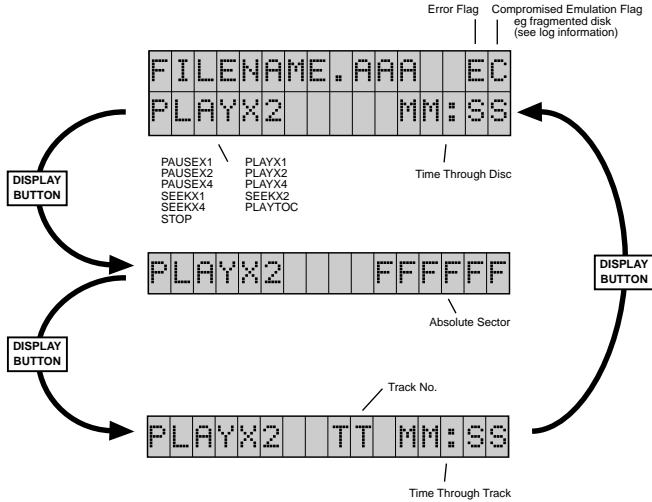 Error Flag
Compromised Emulation Flag
eg fragmented disk
(see log information)
FILENAME.AAA EC
PLAYX2 MM:SS
PAUSEX1 PLAYX1
PAUSEX2 PLAYX2
PAUSEX4 PLAYX4
SEEKX1 SEEKX2
SEEKX4 PLAYTOC
STOP
Time Through Disc
DISPLAY
BUTTON
PLAYX2 FFFFFF
DISPLAY
BUTTON
Absolute Sector
DISPLAY
BUTTON
Track No.
PLAYX2 TT MM:SS
Time Through Track